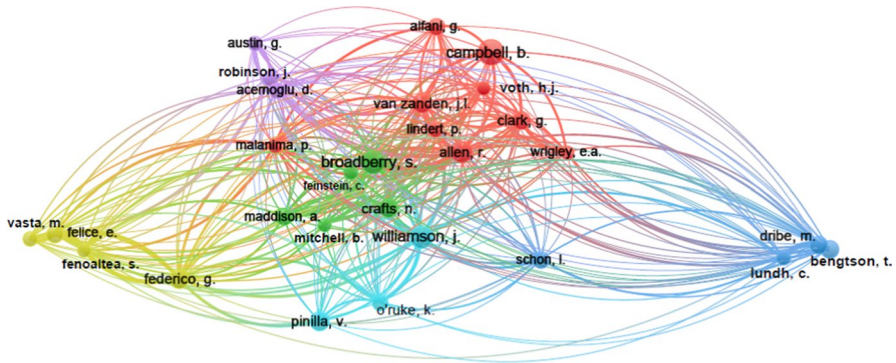 alfani, g.
austin, g.
campbell, b.
robinson, j.
acemoglu, d.
voth, h.j.
van zanden, j.l.
clark, g.
lindert, p.
malanima, p.
allen, r.
wrigley, e.a.
broadberry, s.
feinstein, c.
crafts, n.
maddison, a.
vasta, m.
felice, e.
mitchell, b.
williamson, j.
dribe, m.
bengtson, t.
fenoaltea, s.
schon, l.
lundh, c.
federico, g.
o'ruke, k.
pinilla, v.